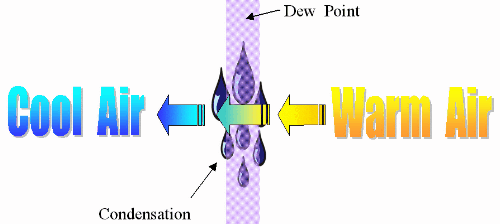 Dew Point
Cool Air
Warm Air
Condensation